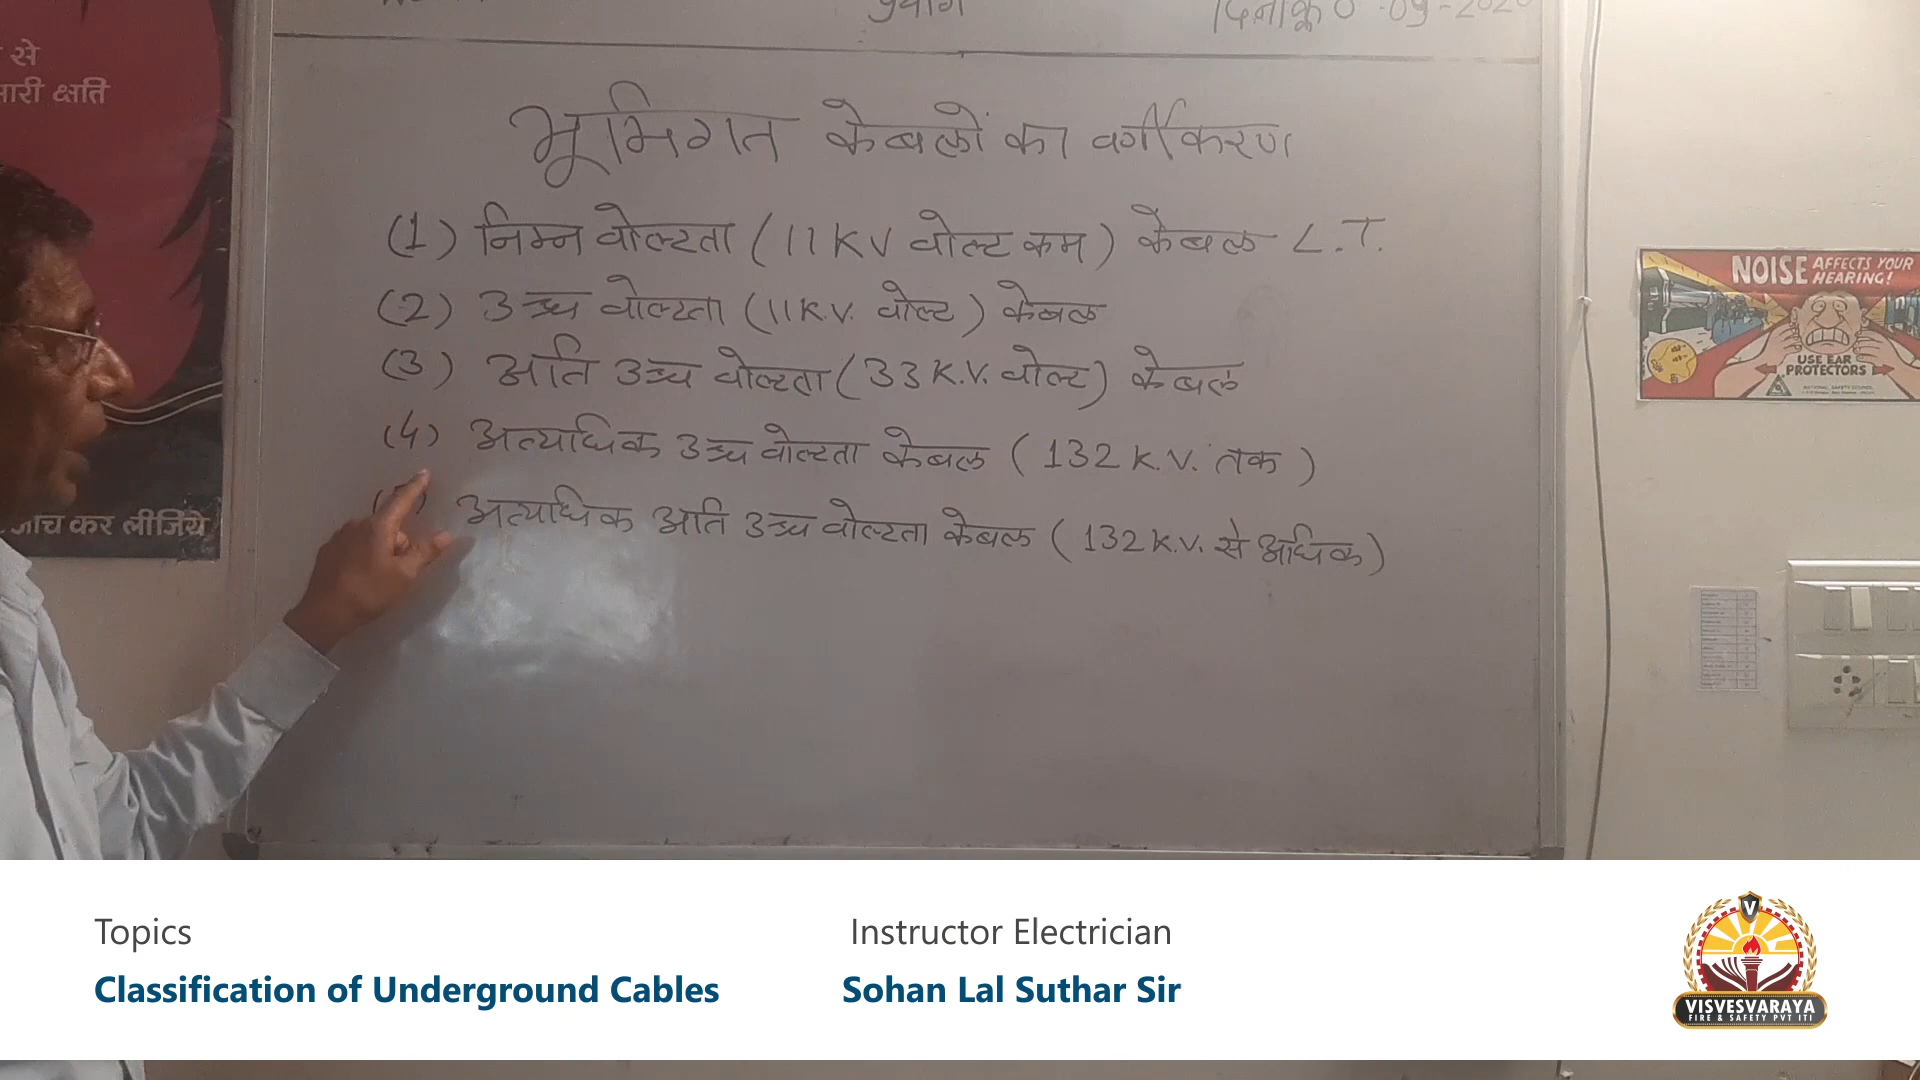 प्रयोग
से
भारी क्षति
भूमिगत केबलों का वर्गीकरण
(1) निम्न वोल्टता (11 KV वोल्ट कम) केबल L.T.
(2) उच्च वोल्टता (11 K.V. वोल्ट) केबल
(3) अति उच्च वोल्टता (33 K.V. वोल्ट) केबल
(4) अत्याधिक उच्च वोल्टता केबल (132 K.V. तक)
अत्याधिक अति उच्च वोल्टता केबल (132 K.V. से अधिक)
कर लीजिये
NOISE AFFECTS YOUR HEARING!
USE EAR PROTECTORS
Topics
Classification of Underground Cables
Instructor Electrician
Sohan Lal Suthar Sir
V
VISVESVARAYA
FIRE & SAFETY PVT ITI